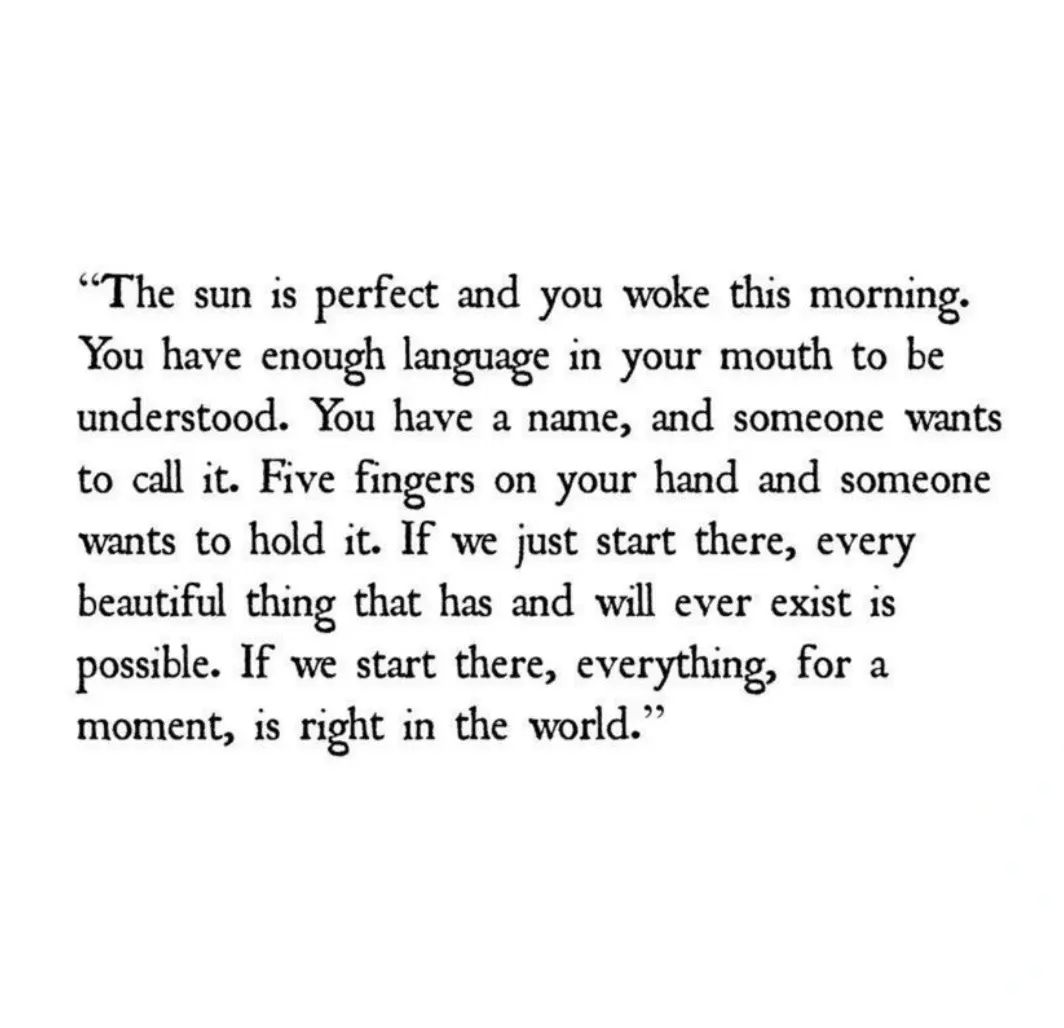 “The sun is perfect and you woke this morning.
You have enough language in your mouth to be
understood. You have a name, and someone wants
to call it. Five fingers on your hand and someone
wants to hold it. If we just start there, every
beautiful thing that has and will ever exist is
possible. If we start there, everything, for a
moment, is right in the world.”